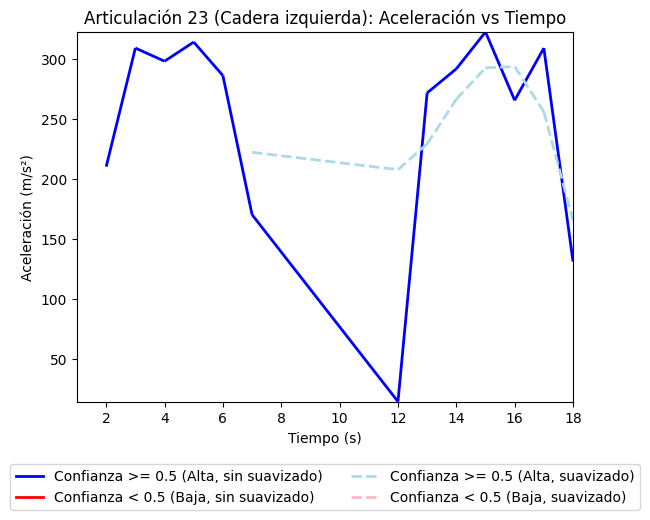 Articulación 23 (Cadera izquierda): Aceleración vs Tiempo
300
250
200
150
100
50
Aceleración (m/s²)
2 4 6 8 10 12 14 16 18
Tiempo (s)
Confianza >= 0.5 (Alta, sin suavizado)
Confianza < 0.5 (Baja, sin suavizado)
Confianza >= 0.5 (Alta, suavizado)
Confianza < 0.5 (Baja, suavizado)